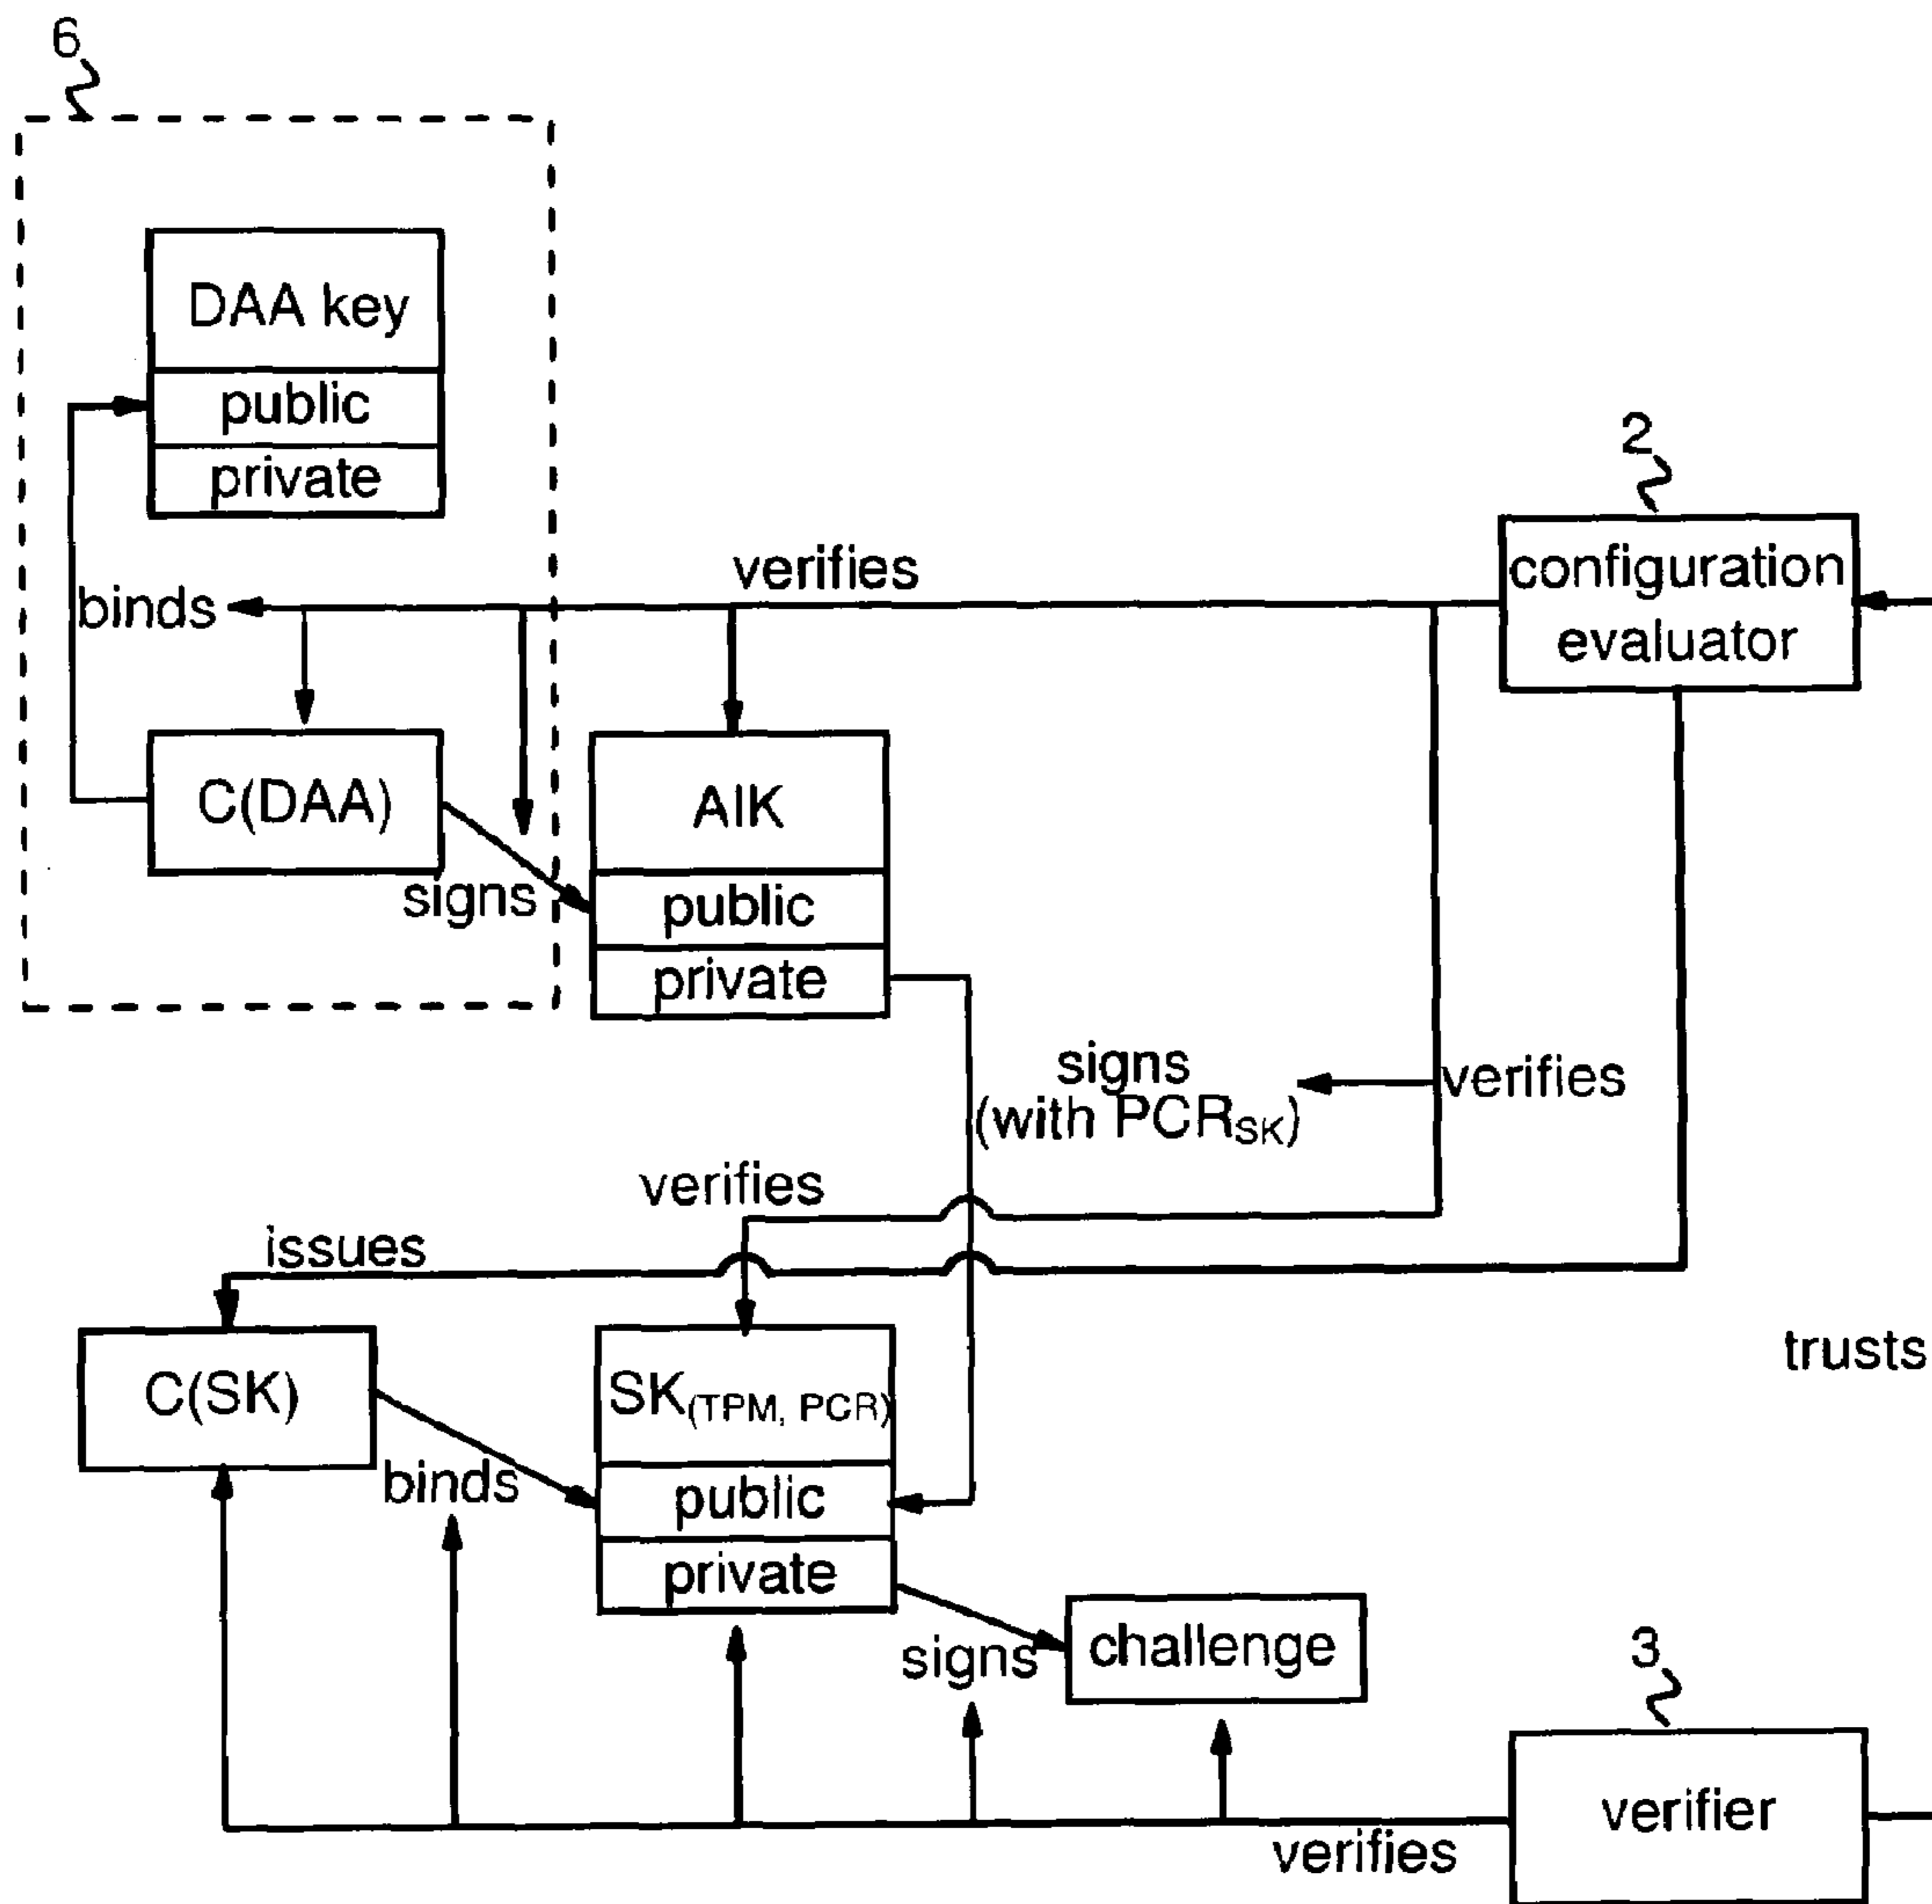 6
DAA key
public
private
binds
verifies
2
configuration
evaluator
C(DAA)
signs
AIK
public
private
signs
(with PCRSK)
verifies
verifies
issues
C(SK)
binds
SK(TPM, PCR)
public
private
trusts
signs
challenge
3
verifier
verifies